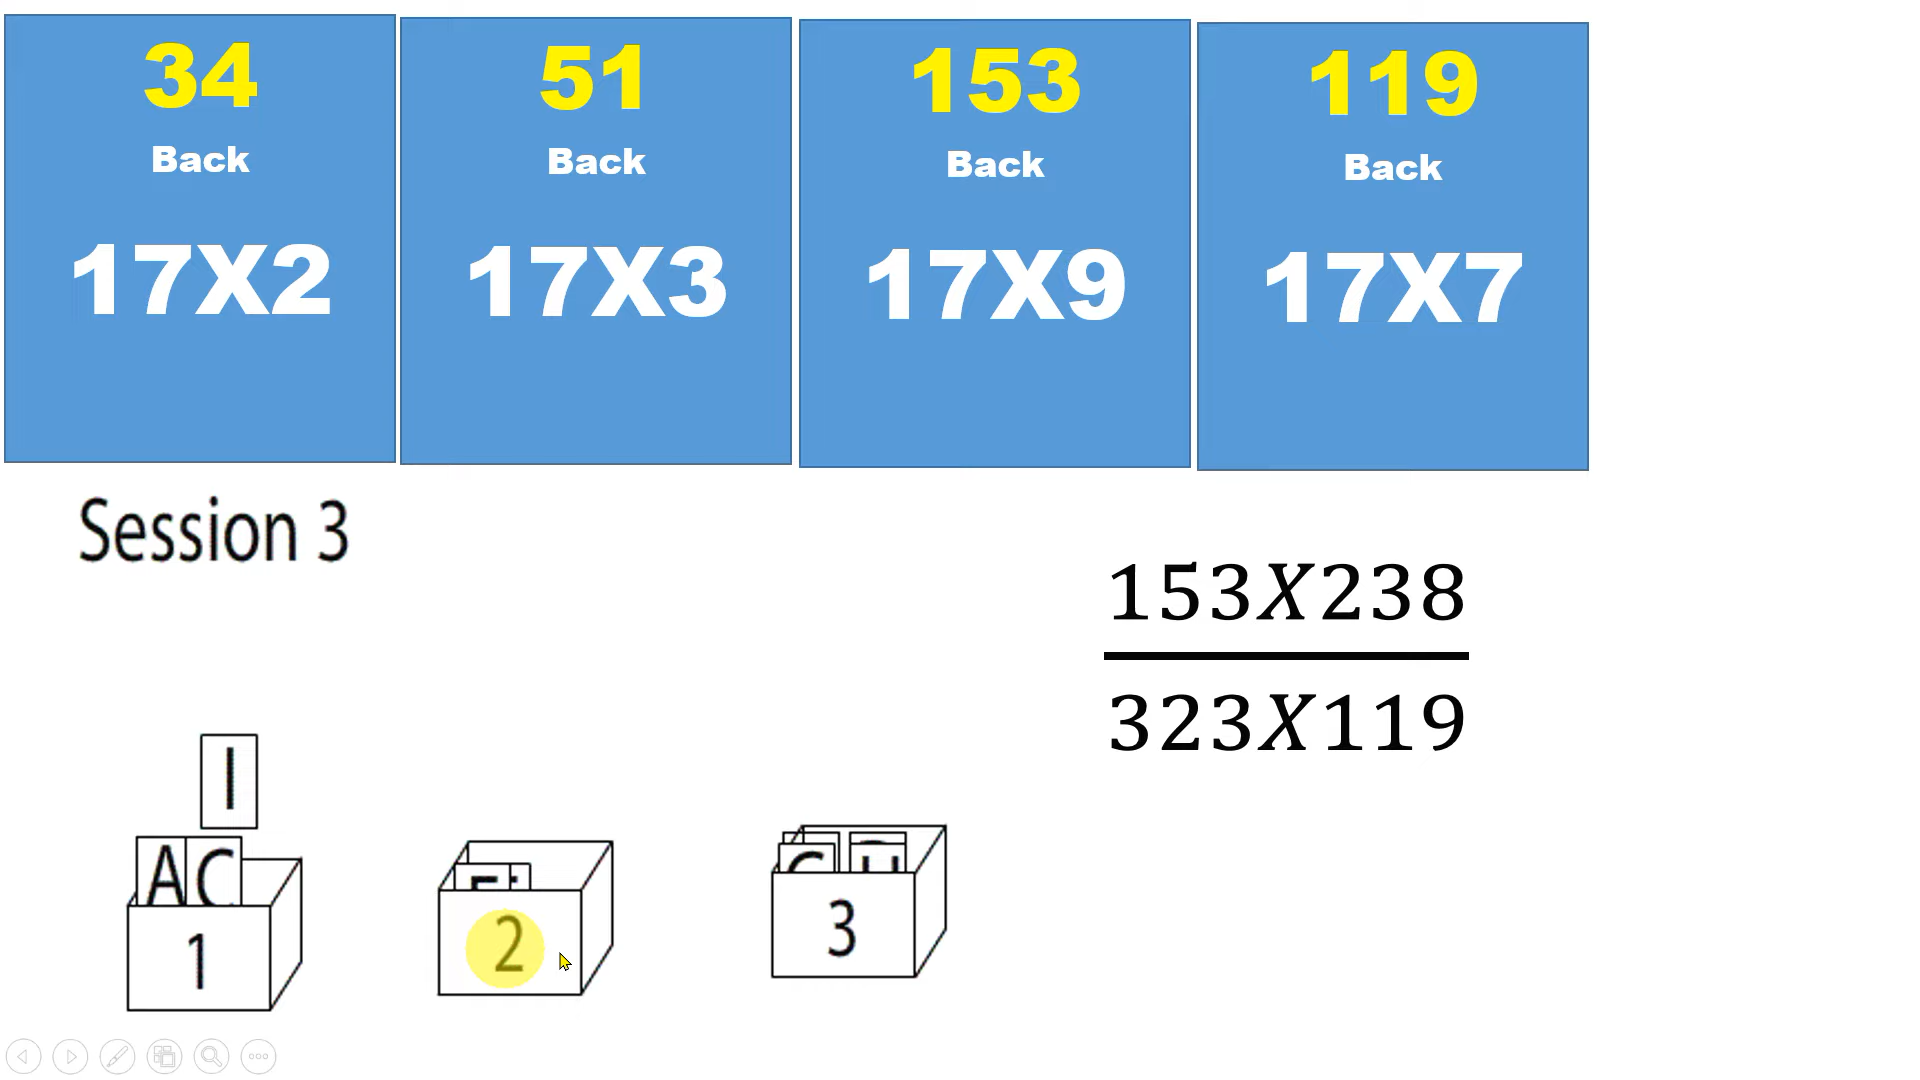 34
Back
17X2
51
Back
17X3
153
Back
17X9
119
Back
17X7
Session 3
153X238
323X119
I
A C
1
2
3